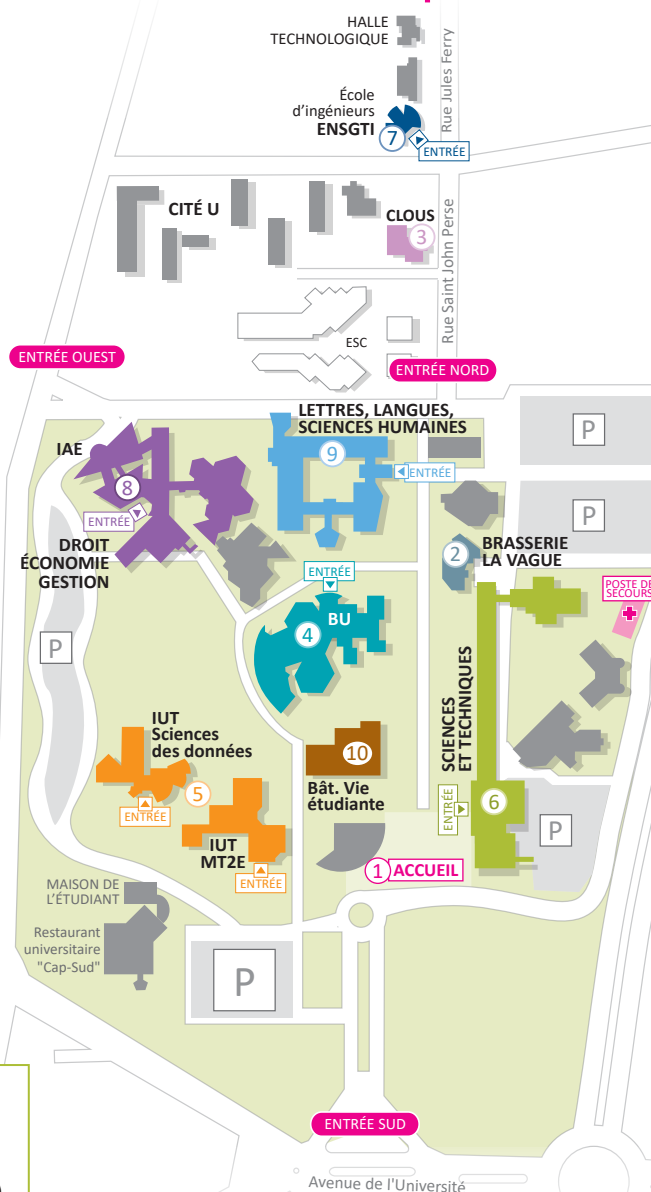 HALLE
TECHNOLOGIQUE
Rue Jules Ferry
École
d'ingénieurs
ENSGTI
7
ENTRÉE
CITÉ U
CLOUS
3
Rue Saint John Perse
ESC
ENTRÉE OUEST
ENTRÉE NORD
LETTRES, LANGUES,
SCIENCES HUMAINES
IAE
9
P
ENTRÉE
8
ENTRÉE
P
DROIT
ÉCONOMIE
GESTION
2
BRASSERIE
LA VAGUE
ENTRÉE
POSTE DE
SECOURS
BU
4
P
SCIENCES
ET TECHNIQUES
IUT
Sciences
des données
10
5
Bât. Vie
étudiante
ENTRÉE
ENTRÉE
6
P
IUT
MT2E
1
ACCUEIL
ENTRÉE
MAISON DE
L'ÉTUDIANT
Restaurant
universitaire
"Cap-Sud"
P
ENTRÉE SUD
Avenue de l'Université